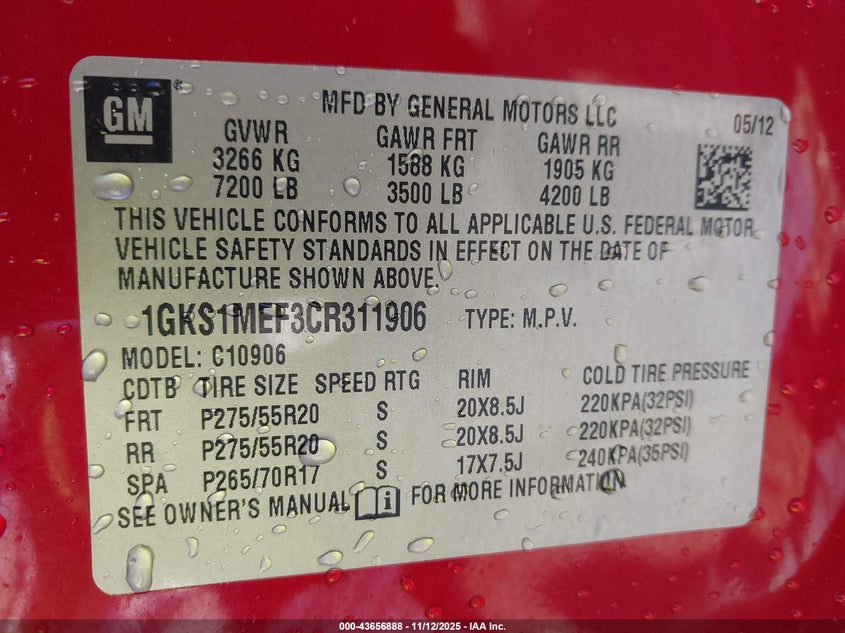 GM
MFD BY GENERAL MOTORS LLC
05/12
GVWR GAWR FRT GAWR RR
3266 KG 1588 KG 1905 KG
7200 LB 3500 LB 4200 LB
THIS VEHICLE CONFORMS TO ALL APPLICABLE U.S. FEDERAL MOTOR
VEHICLE SAFETY STANDARDS IN EFFECT ON THE DATE OF
MANUFACTURE SHOWN ABOVE.
1GKS1MEF3CR311906 TYPE: M.P.V.
MODEL: C10906
CDTB TIRE SIZE SPEED RTG RIM COLD TIRE PRESSURE
FRT P275/55R20 S 20X8.5J 220KPA(32PSI)
RR P275/55R20 S 20X8.5J 220KPA(32PSI)
SPA P265/70R17 S 17X7.5J 240KPA(35PSI)
SEE OWNER'S MANUAL FOR MORE INFORMATION
000-43656888 - 11/12/2025 - IAA Inc.